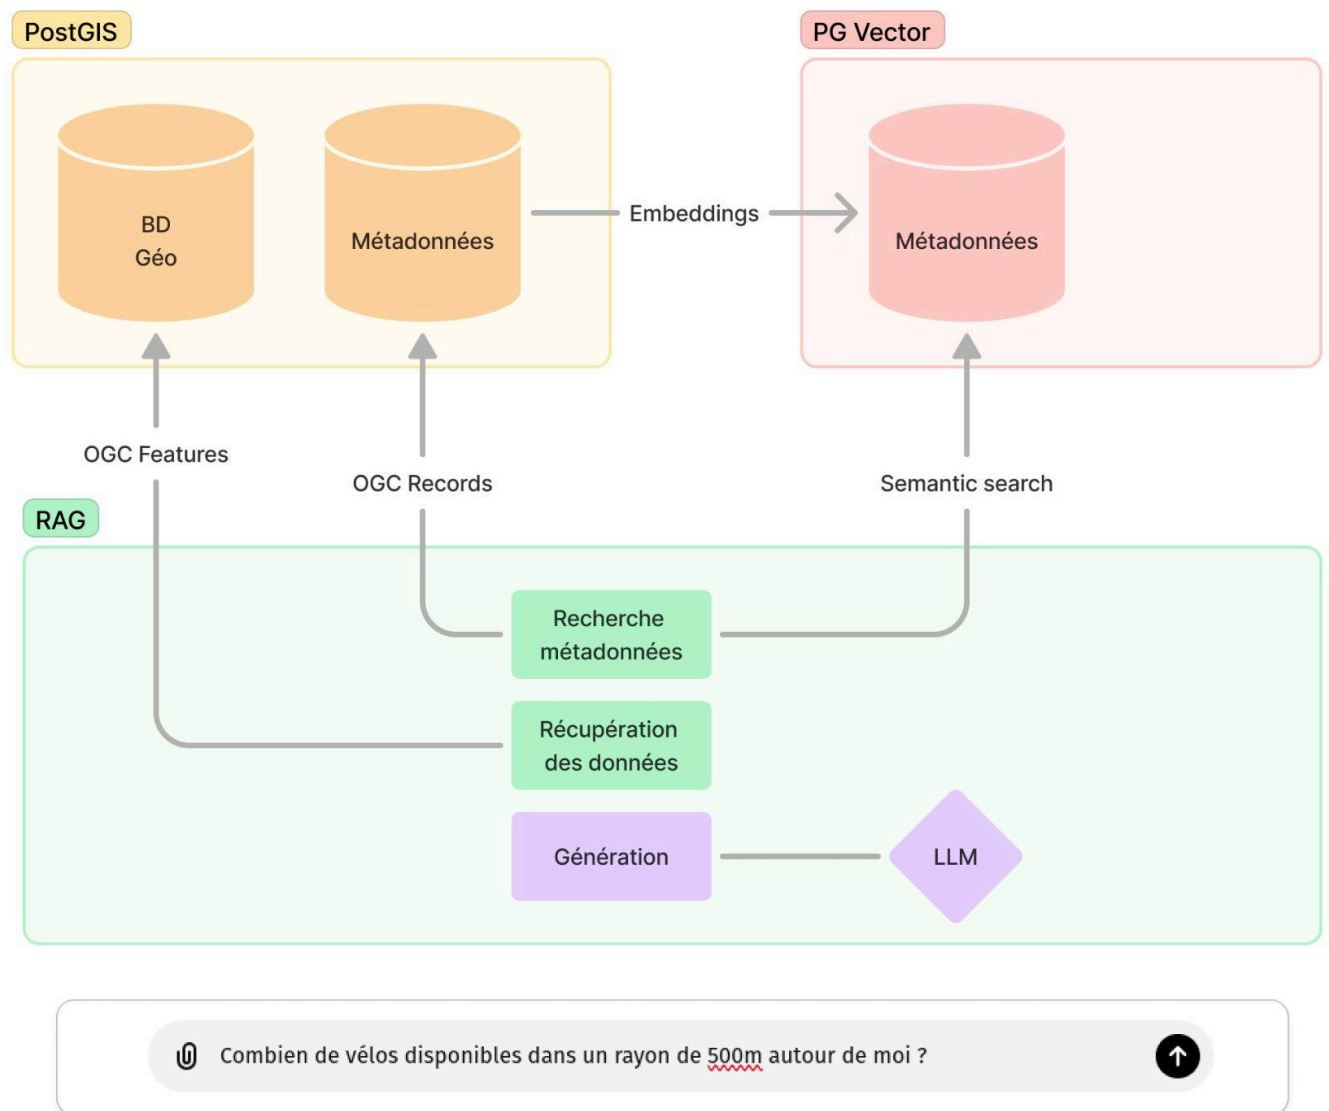 PostGIS
PG Vector
BD
Géo
Métadonnées
Embeddings
Métadonnées
OGC Features
OGC Records
Semantic search
RAG
Recherche
métadonnées
Récupération
des données
Génération
LLM
Combien de vélos disponibles dans un rayon de 500m autour de moi ?